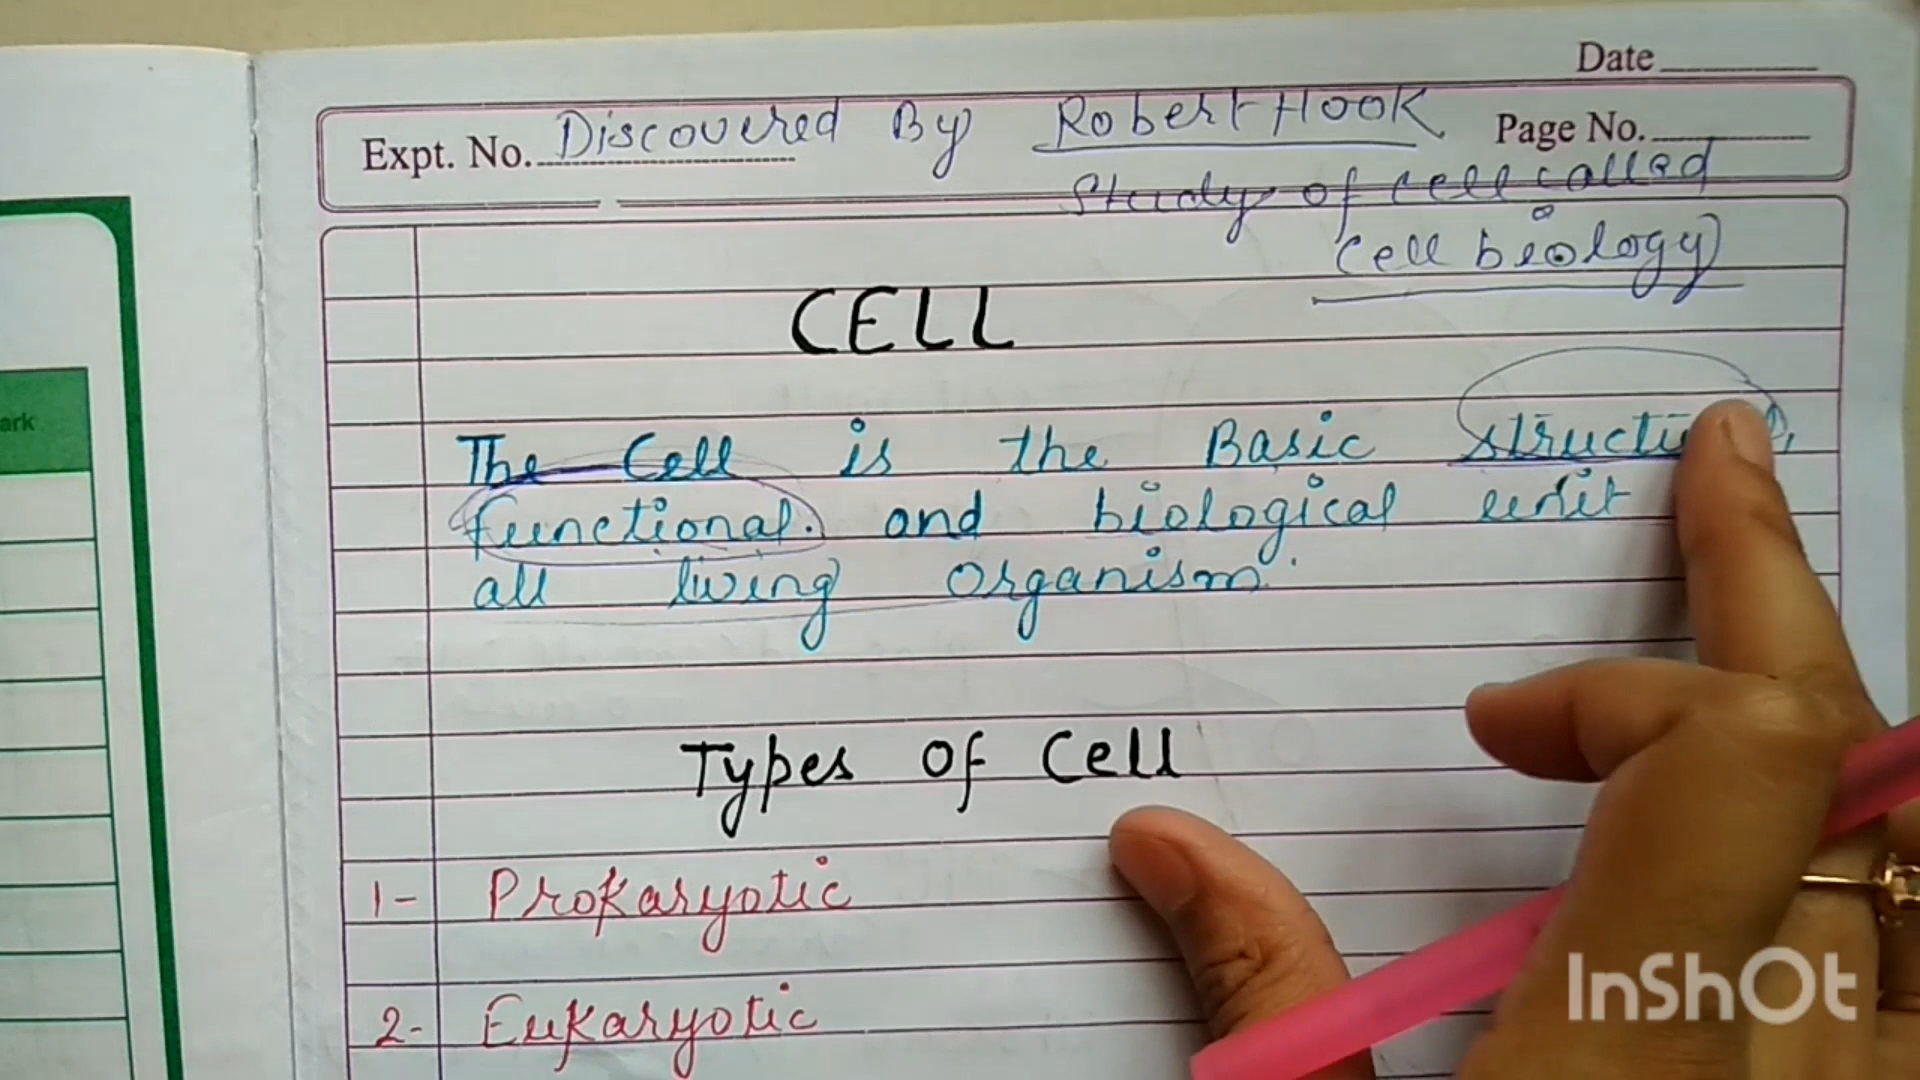 Date
Expt. No. Discovered By Robert Hook Page No.
Study of cell called
cell biology
ark
CELL
The Cell is the Basic
functional. and biological unit
all living organism.
Types of Cell
1- Prokaryotic
2- Eukaryotic
InShOt